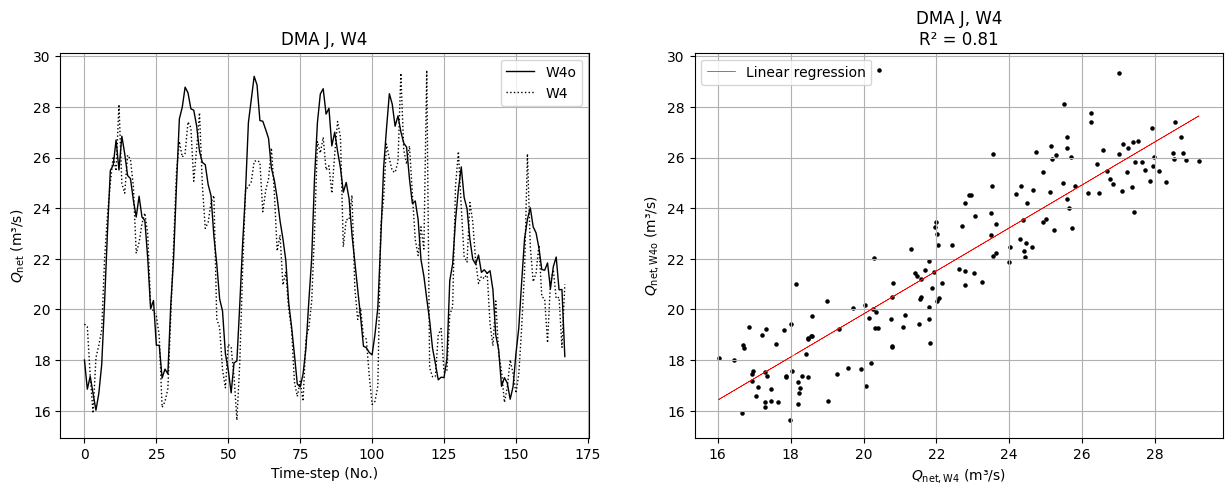 DMA J, W4
30
28
26
24
22
20
18
16
Q_net (m³/s)
W4o
W4
0 25 50 75 100 125 150 175
Time-step (No.)
DMA J, W4
R² = 0.81
30
28
26
24
22
20
18
16
Q_net,W4o (m³/s)
Linear regression
16 18 20 22 24 26 28
Q_net,W4 (m³/s)